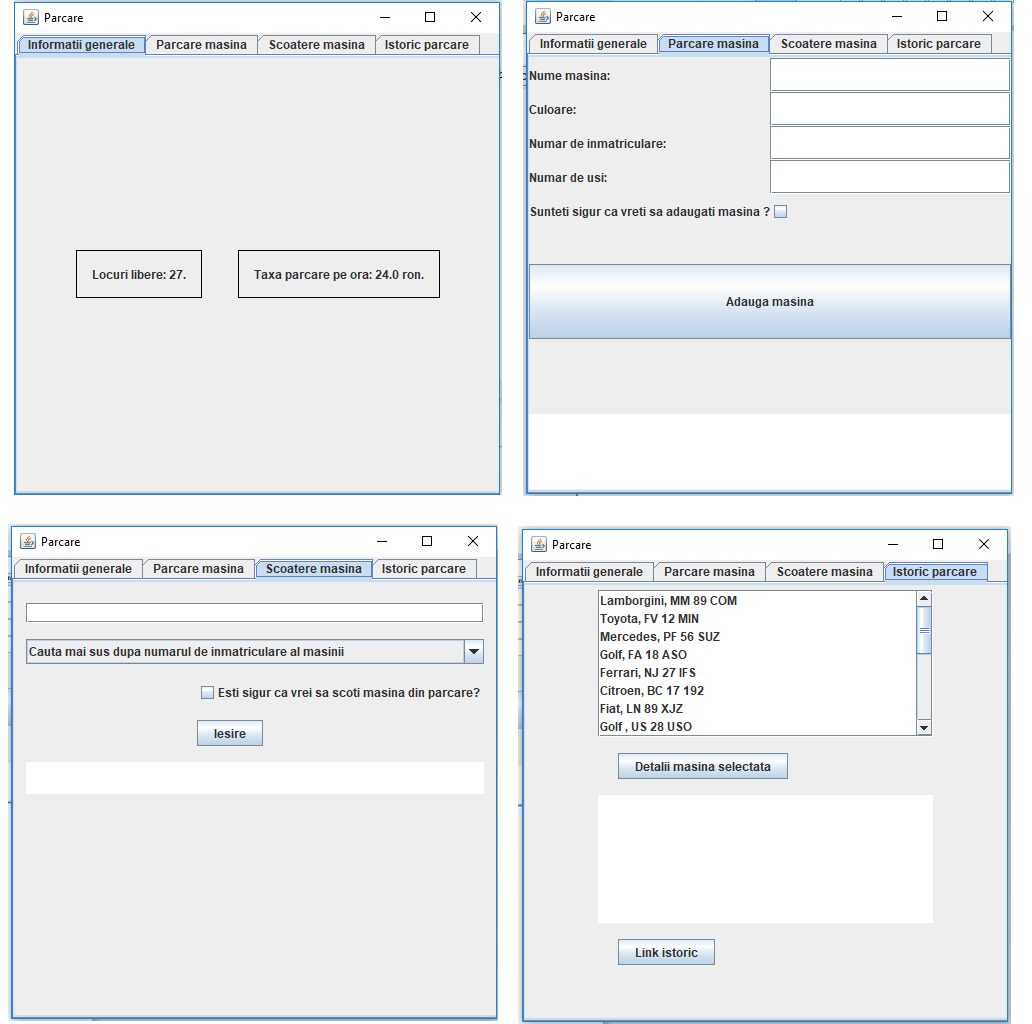 Parcare
Informatii generale Parcare masina Scoatere masina Istoric parcare
Locuri libere: 27. Taxa parcare pe ora: 24.0 ron.
Parcare
Informatii generale Parcare masina Scoatere masina Istoric parcare
Nume masina:
Culoare:
Numar de inmatriculare:
Numar de usi:
Sunteti sigur ca vreti sa adaugati masina ?
Adauga masina
Parcare
Informatii generale Parcare masina Scoatere masina Istoric parcare
Cauta mai sus dupa numarul de inmatriculare al masinii
Esti sigur ca vrei sa scoti masina din parcare?
Iesire
Parcare
Informatii generale Parcare masina Scoatere masina Istoric parcare
Lamborgini, MM 89 COM
Toyota, FV 12 MIN
Mercedes, PF 56 SUZ
Golf, FA 18 ASO
Ferrari, NJ 27 IFS
Citroen, BC 17 192
Fiat, LN 89 XJZ
Golf , US 28 USO
Detalii masina selectata
Link istoric